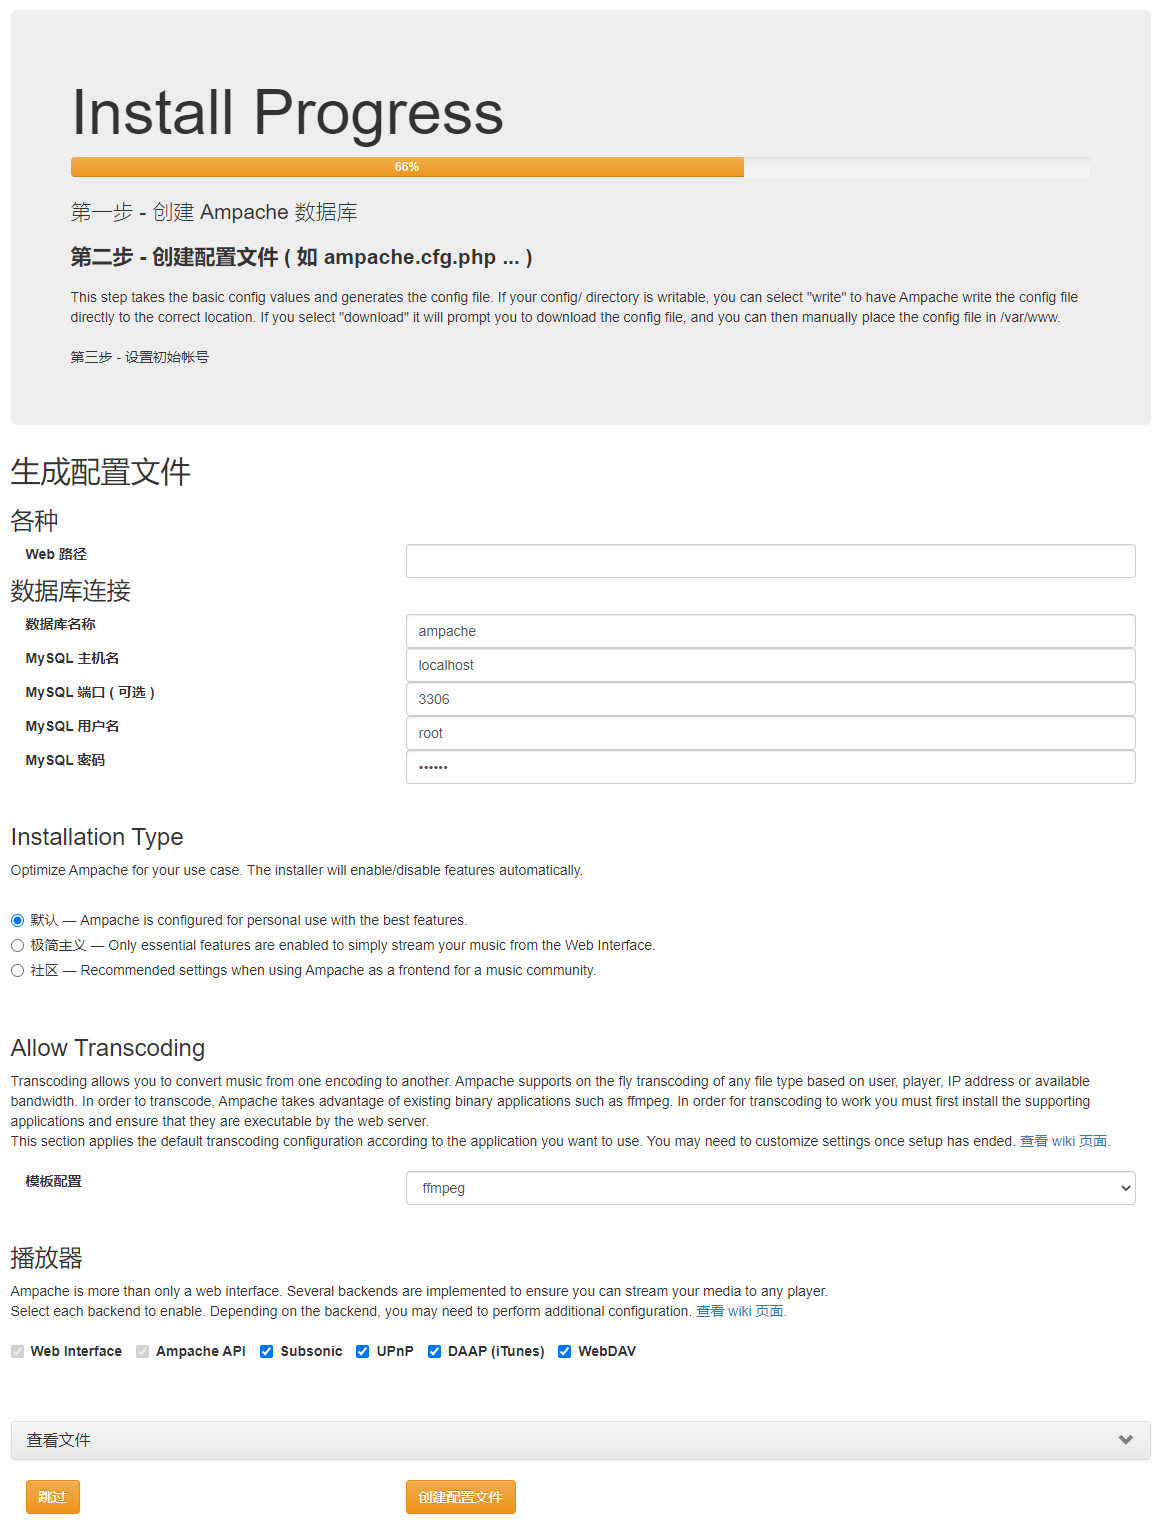 Install Progress
66%
第一步 - 创建 Ampache 数据库
第二步 - 创建配置文件 ( 如 ampache.cfg.php ... )
This step takes the basic config values and generates the config file. If your config/ directory is writable, you can select "write" to have Ampache write the config file
directly to the correct location. If you select "download" it will prompt you to download the config file, and you can then manually place the config file in /var/www.
第三步 - 设置初始帐号
生成配置文件
各种
Web 路径
数据库连接
数据库名称 ampache
MySQL 主机名 localhost
MySQL 端口 ( 可选 ) 3306
MySQL 用户名 root
MySQL 密码 ••••••
Installation Type
Optimize Ampache for your use case. The installer will enable/disable features automatically.
默认 — Ampache is configured for personal use with the best features.
极简主义 — Only essential features are enabled to simply stream your music from the Web Interface.
社区 — Recommended settings when using Ampache as a frontend for a music community.
Allow Transcoding
Transcoding allows you to convert music from one encoding to another. Ampache supports on the fly transcoding of any file type based on user, player, IP address or available
bandwidth. In order to transcode, Ampache takes advantage of existing binary applications such as ffmpeg. In order for transcoding to work you must first install the supporting
applications and ensure that they are executable by the web server.
This section applies the default transcoding configuration according to the application you want to use. You may need to customize settings once setup has ended. 查看 wiki 页面.
模板配置 ffmpeg
播放器
Ampache is more than only a web interface. Several backends are implemented to ensure you can stream your media to any player.
Select each backend to enable. Depending on the backend, you may need to perform additional configuration. 查看 wiki 页面.
Web Interface Ampache API Subsonic UPnP DAAP (iTunes) WebDAV
查看文件
跳过 创建配置文件